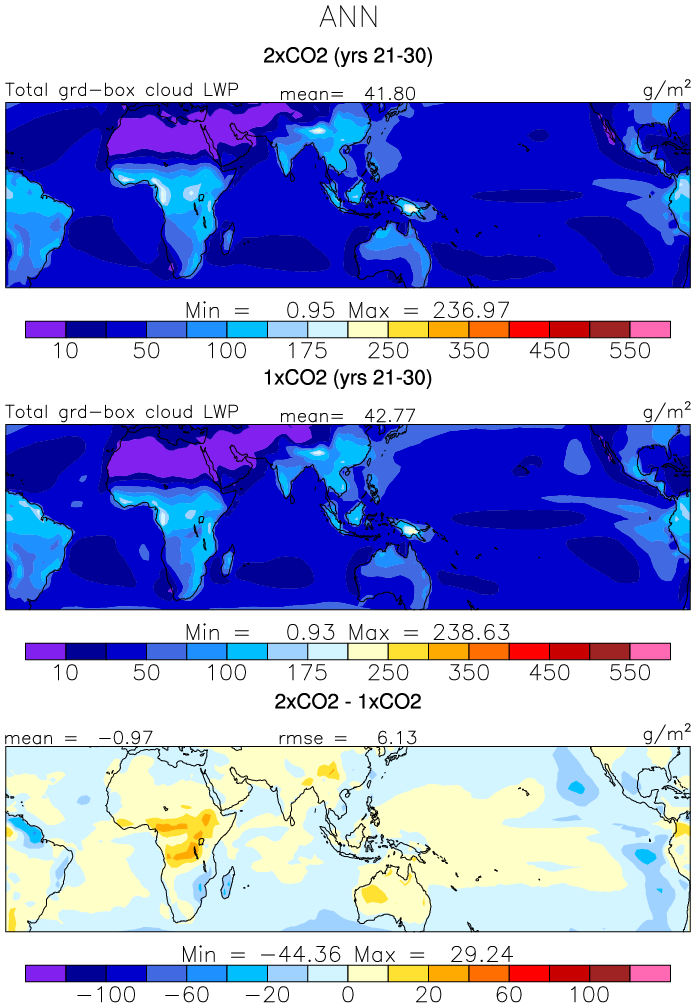 ANN
2xCO2 (yrs 21-30)
Total grd-box cloud LWP mean= 41.80 g/m²
Min = 0.95 Max = 236.97
10 50 100 175 250 350 450 550
1xCO2 (yrs 21-30)
Total grd-box cloud LWP mean= 42.77 g/m²
Min = 0.93 Max = 238.63
10 50 100 175 250 350 450 550
2xCO2 - 1xCO2
mean = -0.97 rmse = 6.13 g/m²
Min = -44.36 Max = 29.24
-100 -60 -20 0 20 60 100